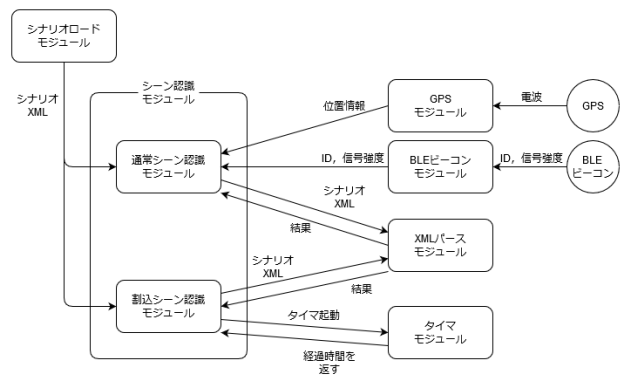 シナリオロード
モジュール
シナリオ
XML
シーン認識
モジュール
位置情報
GPS
モジュール
電波
GPS
通常シーン認識
モジュール
ID，信号強度
BLEビーコン
モジュール
ID，信号強度
BLE
ビーコン
シナリオ
XML
結果
XMLパース
モジュール
シナリオ
XML
結果
割込シーン認識
モジュール
タイマ起動
タイマ
モジュール
経過時間を
返す